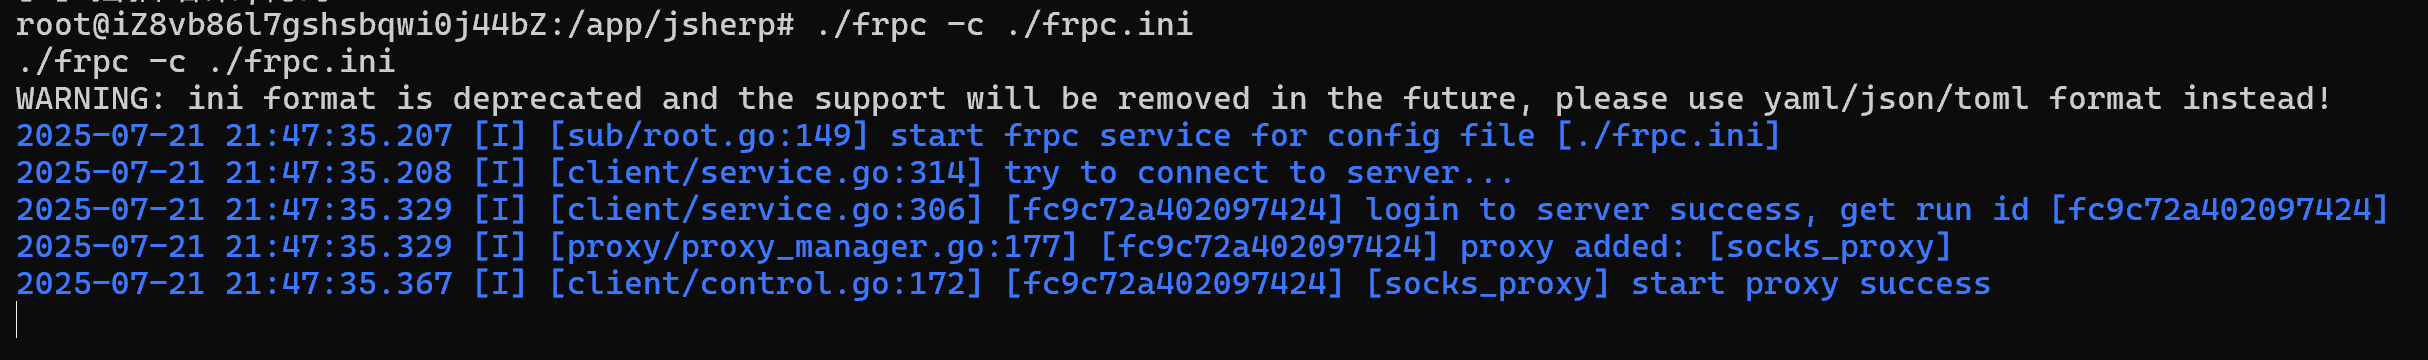 root@iZ8vb86l7gshsbqwi0j44bZ:/app/jsherp# ./frpc -c ./frpc.ini
./frpc -c ./frpc.ini
WARNING: ini format is deprecated and the support will be removed in the future, please use yaml/json/toml format instead!
2025-07-21 21:47:35.207 [I] [sub/root.go:149] start frpc service for config file [./frpc.ini]
2025-07-21 21:47:35.208 [I] [client/service.go:314] try to connect to server...
2025-07-21 21:47:35.329 [I] [client/service.go:306] [fc9c72a402097424] login to server success, get run id [fc9c72a402097424]
2025-07-21 21:47:35.329 [I] [proxy/proxy_manager.go:177] [fc9c72a402097424] proxy added: [socks_proxy]
2025-07-21 21:47:35.367 [I] [client/control.go:172] [fc9c72a402097424] [socks_proxy] start proxy success